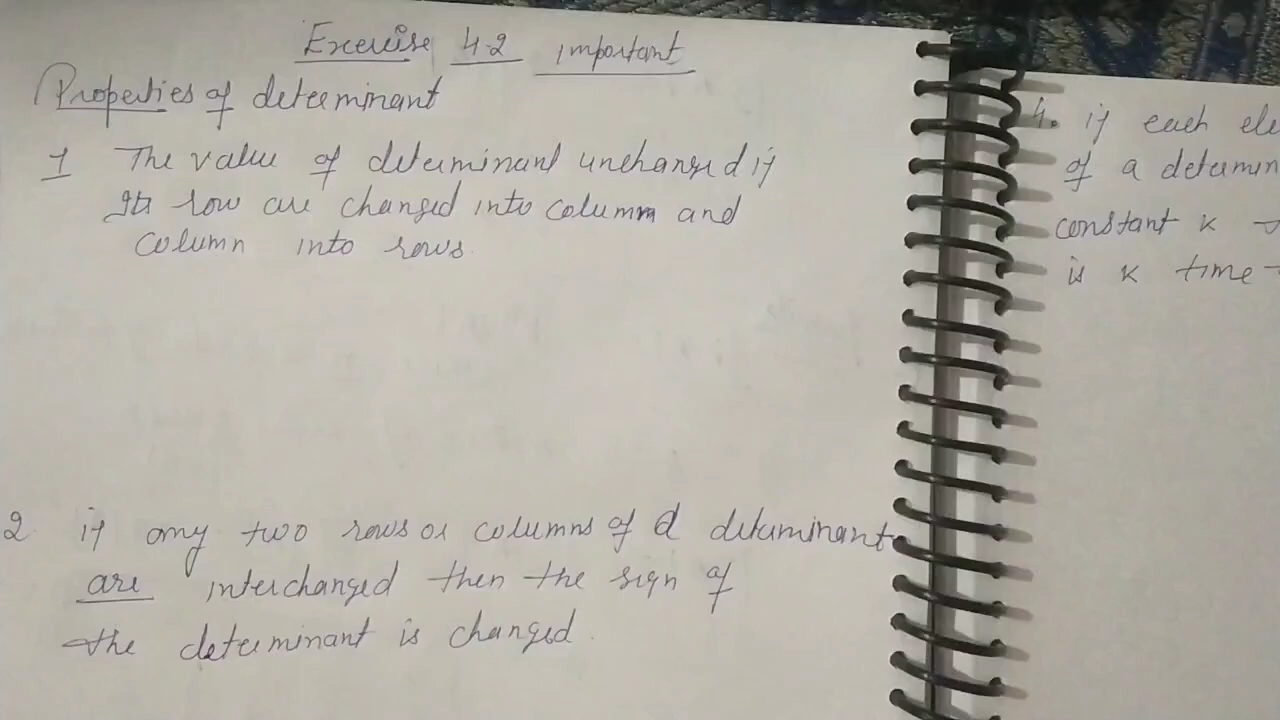 Exercise 4.2 important
Properties of determinant
1 The value of determinant unchanged if
Its row are changed into column and
column into rows.
2 if any two rows or columns of a determinant
are interchanged then the sign of
the determinant is changed.
4. if each ele
of a determin
constant k
is k time